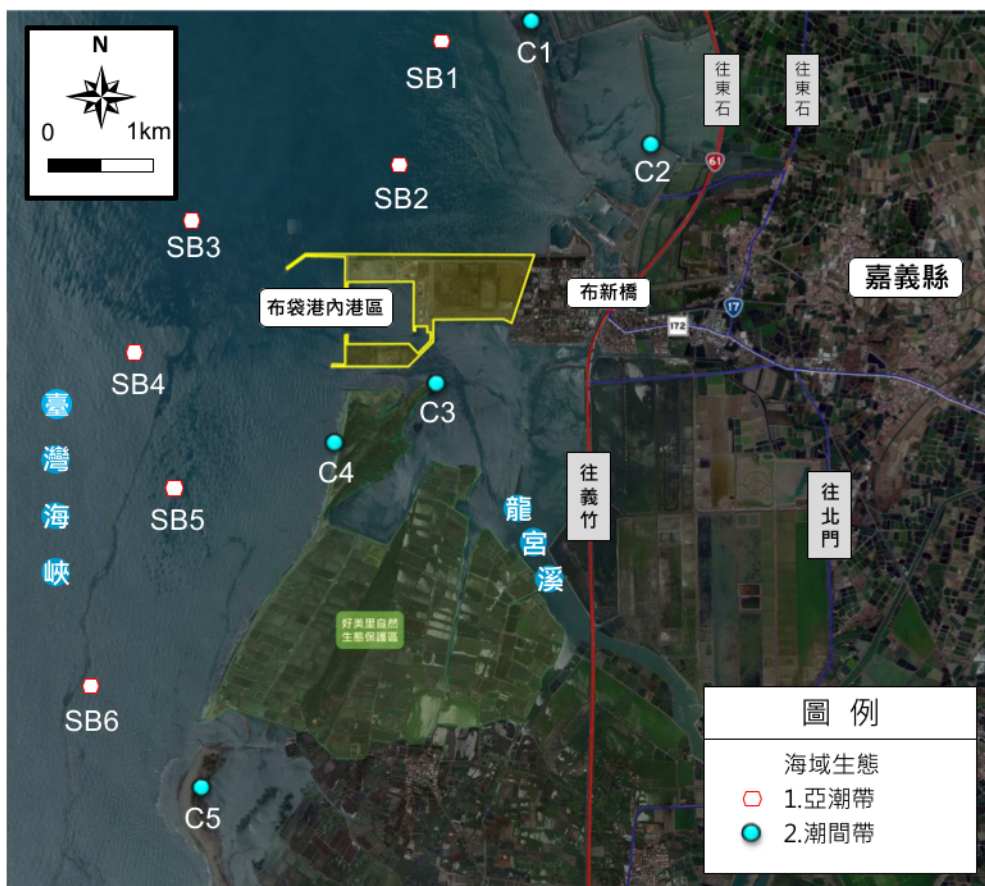 N
0 1km
SB1
C1
往東石
往東石
61
C2
SB2
SB3
嘉義縣
布新橋
布袋港內港區
17
172
SB4
C3
臺灣海峽
C4
往義竹
往北門
SB5
龍宮溪
好美里自然
生態保護區
SB6
C5
圖 例
海域生態
1.亞潮帶
2.潮間帶